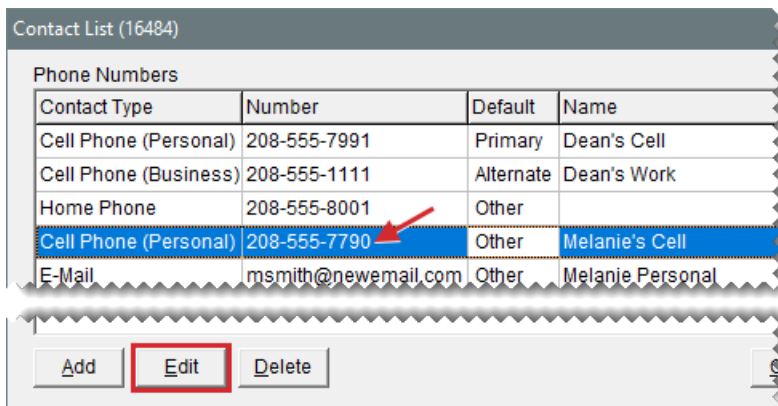 Contact List (16484)
Phone Numbers
Contact Type Number Default Name
Cell Phone (Personal) 208-555-7991 Primary Dean's Cell
Cell Phone (Business) 208-555-1111 Alternate Dean's Work
Home Phone 208-555-8001 Other
Cell Phone (Personal) 208-555-7790 Other Melanie's Cell
E-Mail msmith@newemail.com Other Melanie Personal
Add Edit Delete